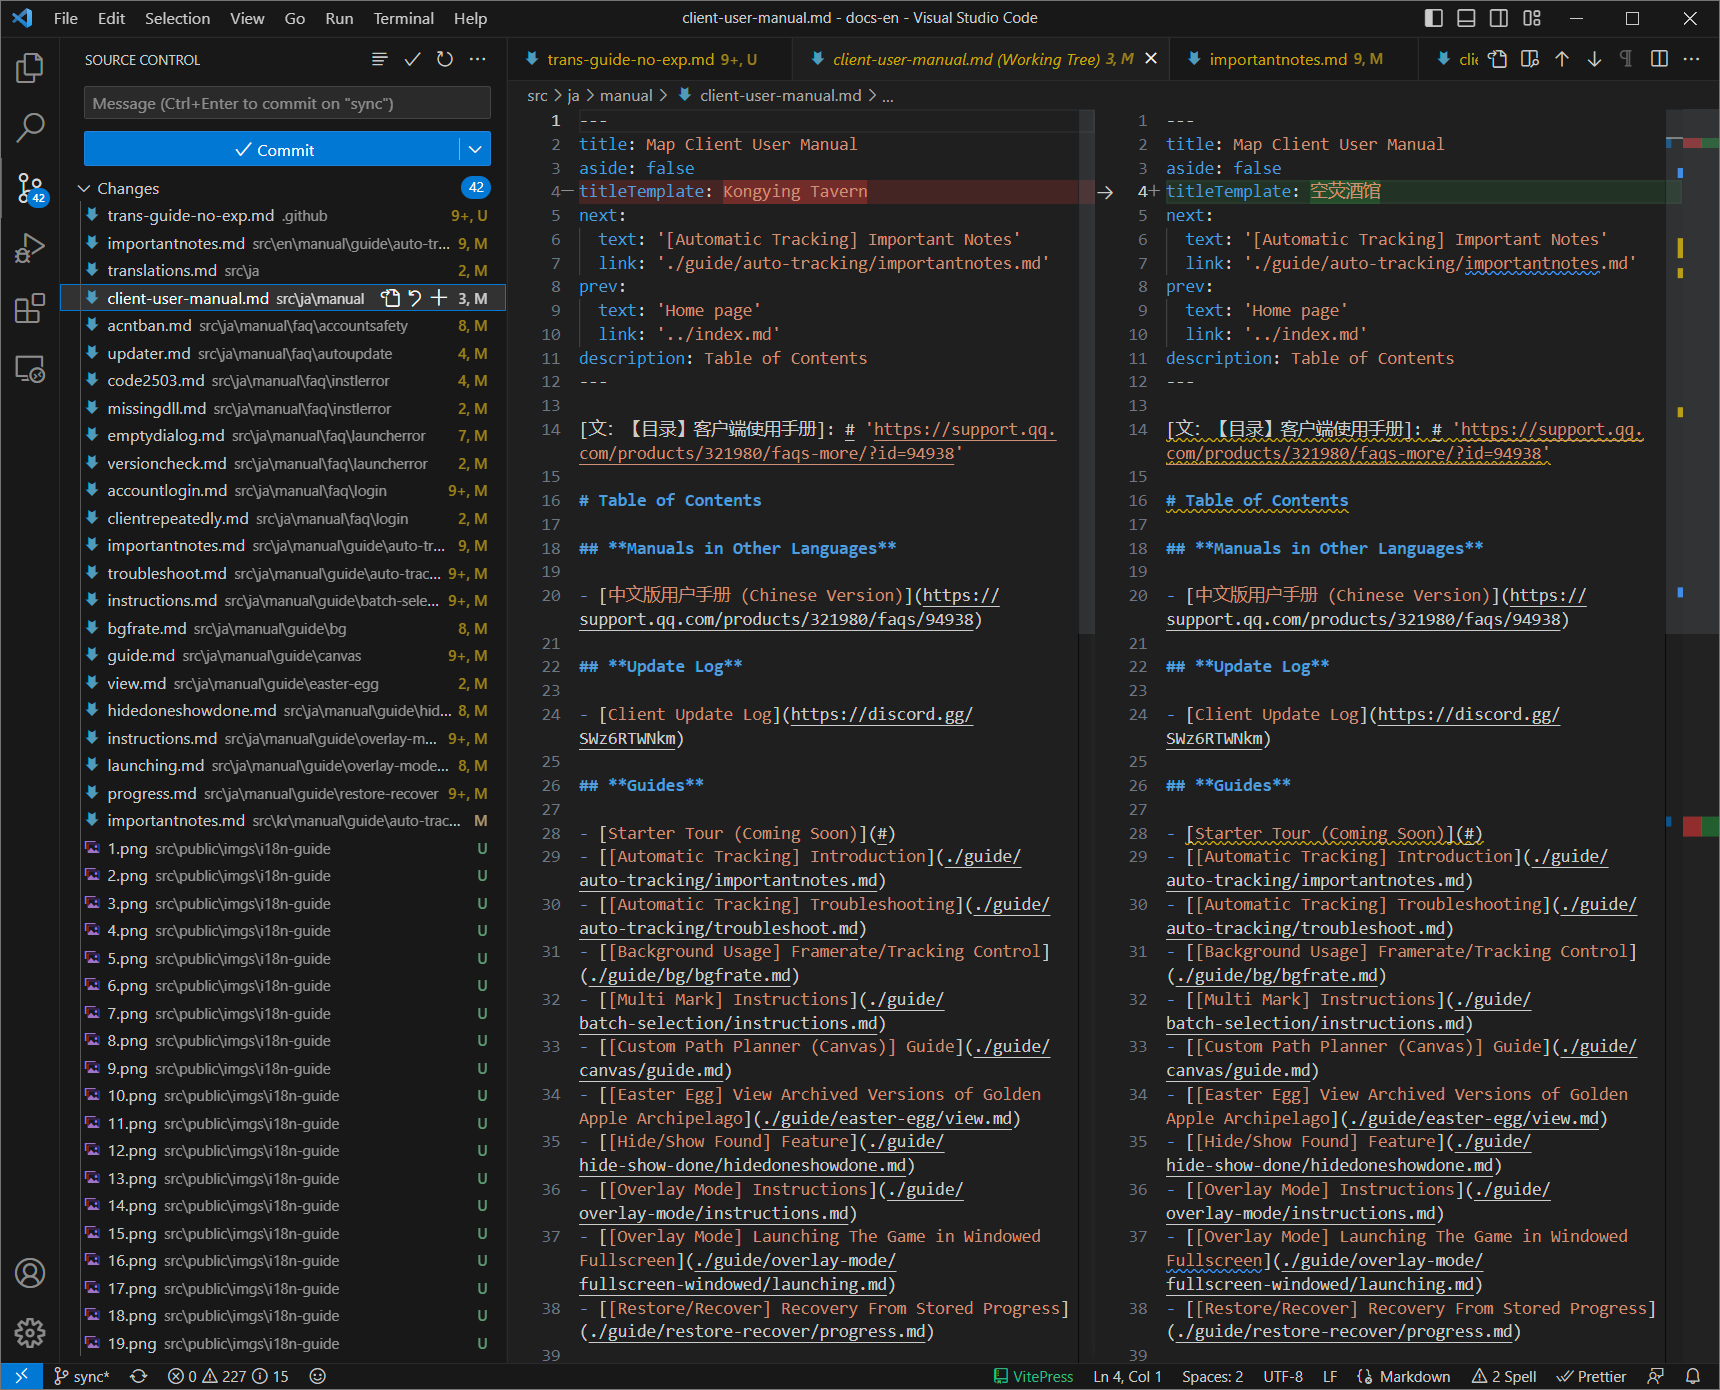 File Edit Selection View Go Run Terminal Help
client-user-manual.md - docs-en - Visual Studio Code
SOURCE CONTROL
Message (Ctrl+Enter to commit on "sync")
Commit
Changes 42
42
trans-guide-no-exp.md .github 9+, U
importantnotes.md src\en\manual\guide\auto-tr... 9, M
translations.md src\ja 2, M
client-user-manual.md src\ja\manual 3, M
acntban.md src\ja\manual\faq\accountsafety 8, M
updater.md src\ja\manual\faq\autoupdate 4, M
code2503.md src\ja\manual\faq\instlerror 4, M
missingdll.md src\ja\manual\faq\instlerror 2, M
emptydialog.md src\ja\manual\faq\launcherror 7, M
versioncheck.md src\ja\manual\faq\launcherror 2, M
accountlogin.md src\ja\manual\faq\login 9+, M
clientrepeatedly.md src\ja\manual\faq\login 2, M
importantnotes.md src\ja\manual\guide\auto-tr... 9, M
troubleshoot.md src\ja\manual\guide\auto-trac... 9+, M
instructions.md src\ja\manual\guide\batch-sele... 9+, M
bgfrate.md src\ja\manual\guide\bg 8, M
guide.md src\ja\manual\guide\canvas 9+, M
view.md src\ja\manual\guide\easter-egg 2, M
hidedoneshowdone.md src\ja\manual\guide\hid... 8, M
instructions.md src\ja\manual\guide\overlay-m... 9+, M
launching.md src\ja\manual\guide\overlay-mode... 8, M
progress.md src\ja\manual\guide\restore-recover 9+, M
importantnotes.md src\kr\manual\guide\auto-trac... M
1.png src\public\imgs\i18n-guide U
2.png src\public\imgs\i18n-guide U
3.png src\public\imgs\i18n-guide U
4.png src\public\imgs\i18n-guide U
5.png src\public\imgs\i18n-guide U
6.png src\public\imgs\i18n-guide U
7.png src\public\imgs\i18n-guide U
8.png src\public\imgs\i18n-guide U
9.png src\public\imgs\i18n-guide U
10.png src\public\imgs\i18n-guide U
11.png src\public\imgs\i18n-guide U
12.png src\public\imgs\i18n-guide U
13.png src\public\imgs\i18n-guide U
14.png src\public\imgs\i18n-guide U
15.png src\public\imgs\i18n-guide U
16.png src\public\imgs\i18n-guide U
17.png src\public\imgs\i18n-guide U
18.png src\public\imgs\i18n-guide U
19.png src\public\imgs\i18n-guide U
trans-guide-no-exp.md 9+, U
client-user-manual.md (Working Tree) 3, M
importantnotes.md 9, M
clie
src > ja > manual > client-user-manual.md > ...
1 ---
2 title: Map Client User Manual
3 aside: false
4— titleTemplate: Kongying Tavern
5 next:
6 text: '[Automatic Tracking] Important Notes'
7 link: './guide/auto-tracking/importantnotes.md'
8 prev:
9 text: 'Home page'
10 link: '../index.md'
11 description: Table of Contents
12 ---
13
14 [文: 【目录】客户端使用手册]: # 'https://support.qq.
com/products/321980/faqs-more/?id=94938'
15
16 # Table of Contents
17
18 ## **Manuals in Other Languages**
19
20 - [中文版用户手册 (Chinese Version)](https://
support.qq.com/products/321980/faqs/94938)
21
22 ## **Update Log**
23
24 - [Client Update Log](https://discord.gg/
SWz6RTWNkm)
25
26 ## **Guides**
27
28 - [Starter Tour (Coming Soon)](#)
29 - [[Automatic Tracking] Introduction](./guide/
auto-tracking/importantnotes.md)
30 - [[Automatic Tracking] Troubleshooting](./guide/
auto-tracking/troubleshoot.md)
31 - [[Background Usage] Framerate/Tracking Control]
(./guide/bg/bgfrate.md)
32 - [[Multi Mark] Instructions](./guide/
batch-selection/instructions.md)
33 - [[Custom Path Planner (Canvas)] Guide](./guide/
canvas/guide.md)
34 - [[Easter Egg] View Archived Versions of Golden
Apple Archipelago](./guide/easter-egg/view.md)
35 - [[Hide/Show Found] Feature](./guide/
hide-show-done/hidedoneshowdone.md)
36 - [[Overlay Mode] Instructions](./guide/
overlay-mode/instructions.md)
37 - [[Overlay Mode] Launching The Game in Windowed
Fullscreen](./guide/overlay-mode/
fullscreen-windowed/launching.md)
38 - [[Restore/Recover] Recovery From Stored Progress]
(./guide/restore-recover/progress.md)
39
1 ---
2 title: Map Client User Manual
3 aside: false
4+ titleTemplate: 空荧酒馆
5 next:
6 text: '[Automatic Tracking] Important Notes'
7 link: './guide/auto-tracking/importantnotes.md'
8 prev:
9 text: 'Home page'
10 link: '../index.md'
11 description: Table of Contents
12 ---
13
14 [文: 【目录】客户端使用手册]: # 'https://support.qq.
com/products/321980/faqs-more/?id=94938'
15
16 # Table of Contents
17
18 ## **Manuals in Other Languages**
19
20 - [中文版用户手册 (Chinese Version)](https://
support.qq.com/products/321980/faqs/94938)
21
22 ## **Update Log**
23
24 - [Client Update Log](https://discord.gg/
SWz6RTWNkm)
25
26 ## **Guides**
27
28 - [Starter Tour (Coming Soon)](#)
29 - [[Automatic Tracking] Introduction](./guide/
auto-tracking/importantnotes.md)
30 - [[Automatic Tracking] Troubleshooting](./guide/
auto-tracking/troubleshoot.md)
31 - [[Background Usage] Framerate/Tracking Control]
(./guide/bg/bgfrate.md)
32 - [[Multi Mark] Instructions](./guide/
batch-selection/instructions.md)
33 - [[Custom Path Planner (Canvas)] Guide](./guide/
canvas/guide.md)
34 - [[Easter Egg] View Archived Versions of Golden
Apple Archipelago](./guide/easter-egg/view.md)
35 - [[Hide/Show Found] Feature](./guide/
hide-show-done/hidedoneshowdone.md)
36 - [[Overlay Mode] Instructions](./guide/
overlay-mode/instructions.md)
37 - [[Overlay Mode] Launching The Game in Windowed
Fullscreen](./guide/overlay-mode/
fullscreen-windowed/launching.md)
38 - [[Restore/Recover] Recovery From Stored Progress]
(./guide/restore-recover/progress.md)
39
sync* 0 227 15 VitePress Ln 4, Col 1 Spaces: 2 UTF-8 LF Markdown 2 Spell Prettier